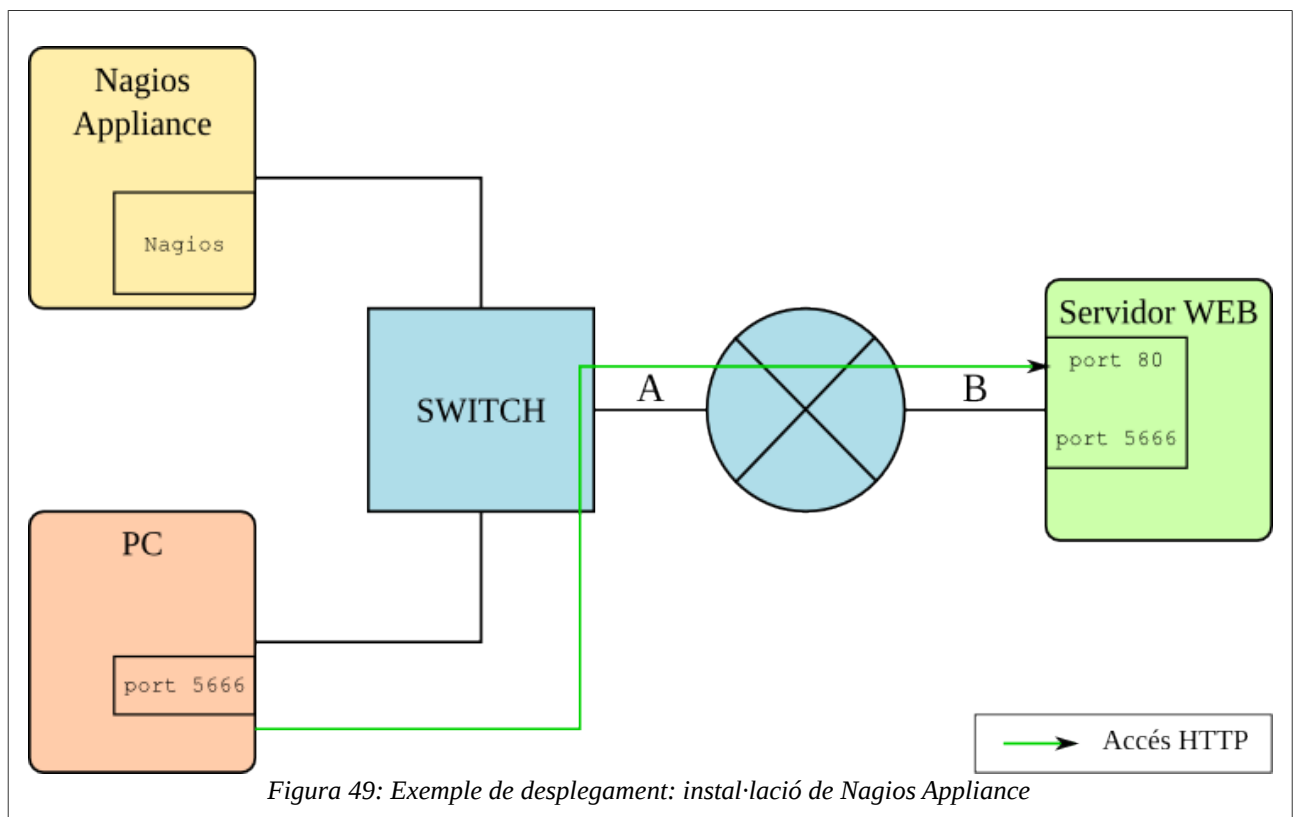 Nagios
Appliance
Nagios
SWITCH
A
B
Servidor WEB
port 80
port 5666
PC
port 5666
Accés HTTP
Figura 49: Exemple de desplegament: instal·lació de Nagios Appliance